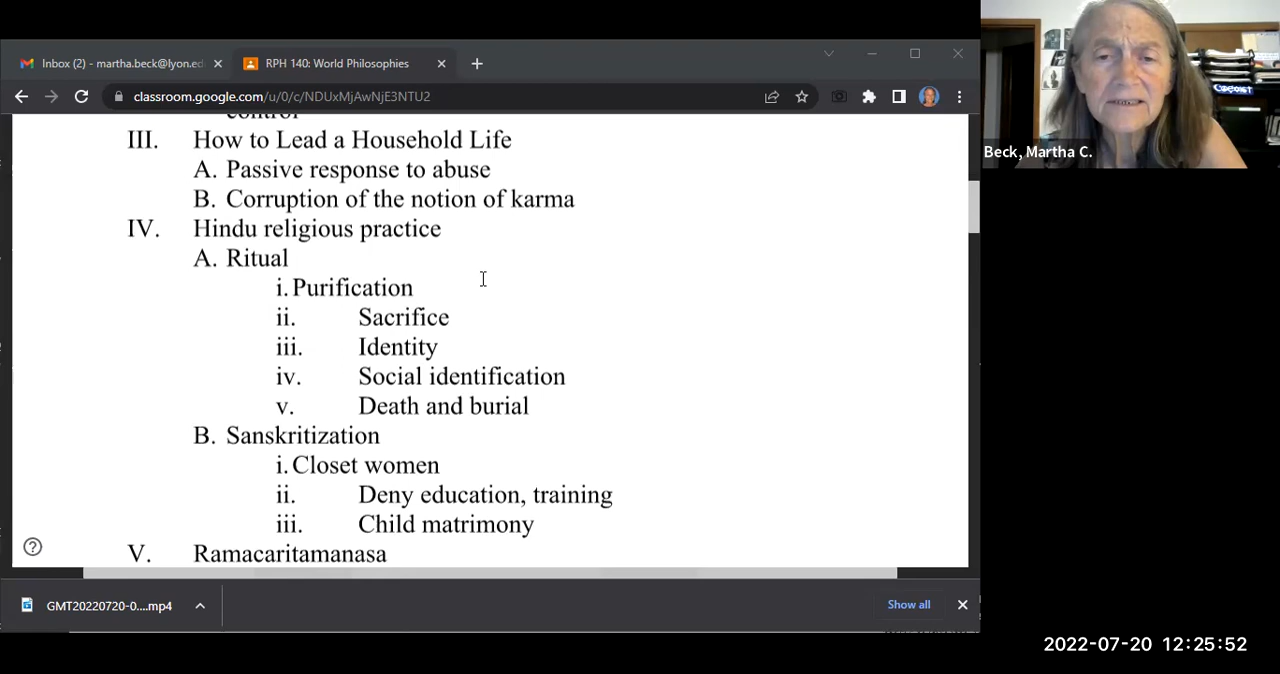 Inbox (2) - martha.beck@lyon.ed
RPH 140: World Philosophies
classroom.google.com/u/0/c/NDUxMjAwNjE3NTU2
Beck, Martha C.
control
III. How to Lead a Household Life
A. Passive response to abuse
B. Corruption of the notion of karma
IV. Hindu religious practice
A. Ritual
i. Purification
ii. Sacrifice
iii. Identity
iv. Social identification
v. Death and burial
B. Sanskritization
i. Closet women
ii. Deny education, training
iii. Child matrimony
V. Ramacaritamanasa
GMT20220720-0....mp4
Show all
2022-07-20 12:25:52